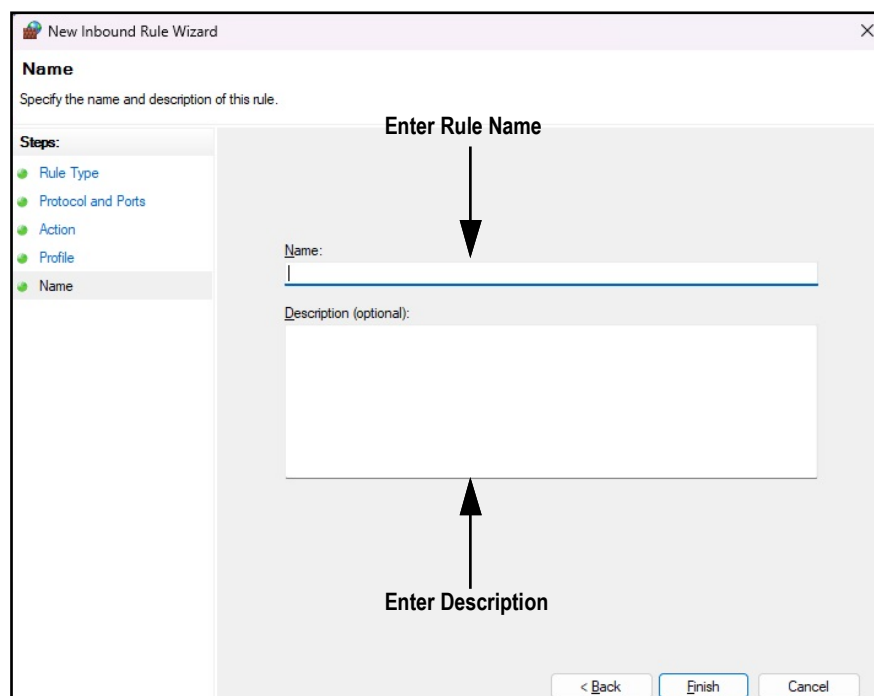 New Inbound Rule Wizard
Name
Specify the name and description of this rule.
Steps:
Rule Type
Protocol and Ports
Action
Profile
Name
Enter Rule Name
Name:
Description (optional):
Enter Description
< Back
Finish
Cancel